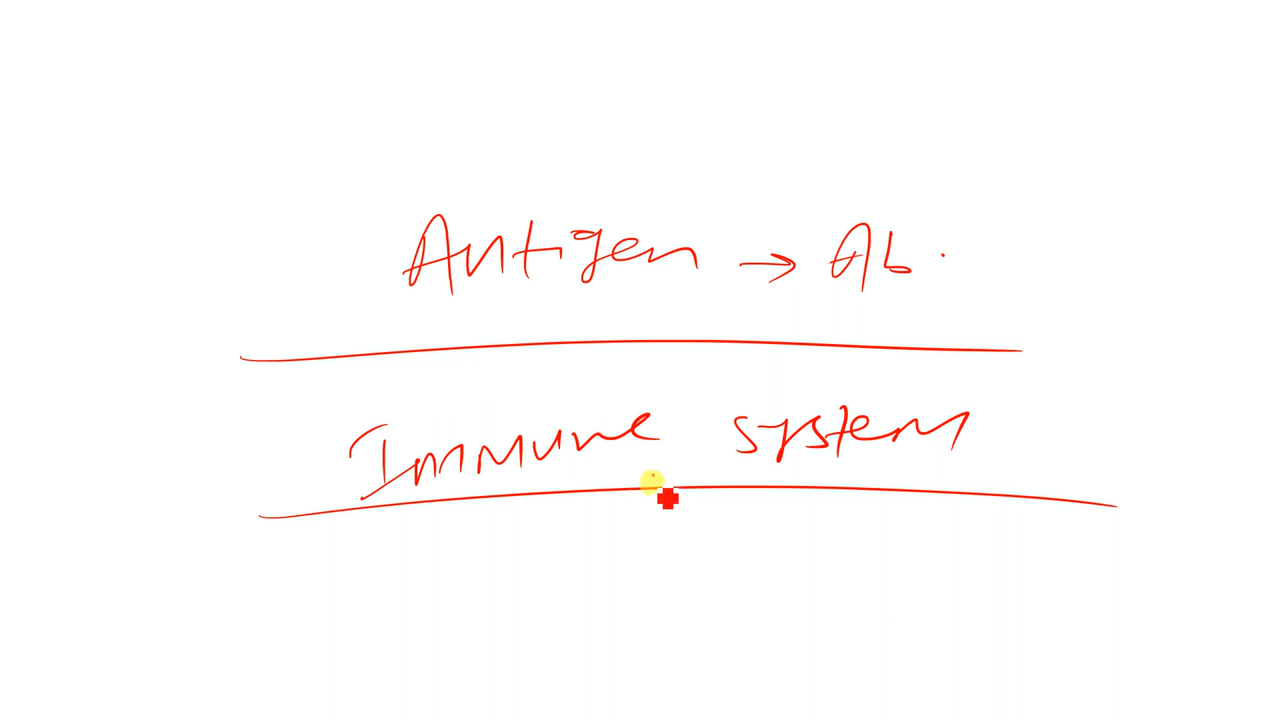 Antigen → Ab.
Immune system